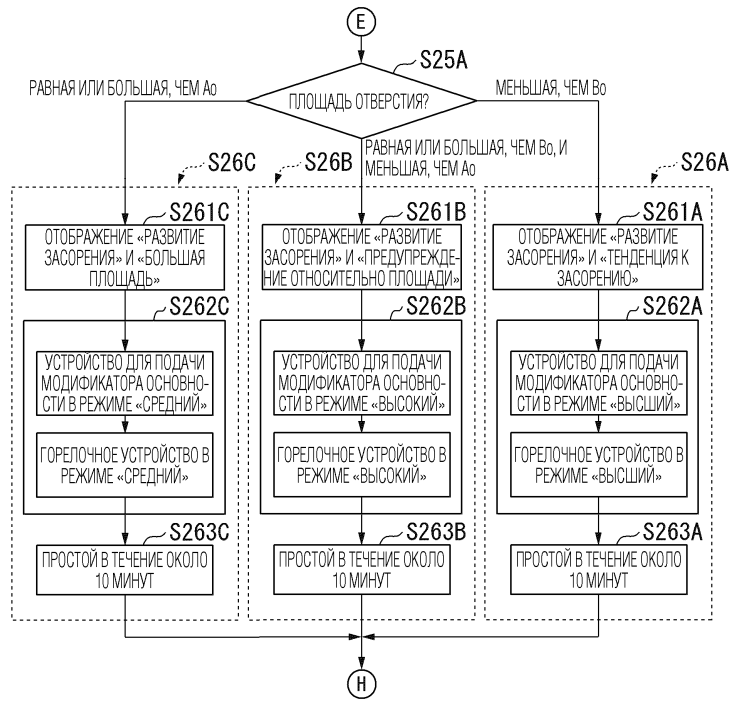 E
S25A
ПЛОЩАДЬ ОТВЕРСТИЯ?
РАВНАЯ ИЛИ БОЛЬШАЯ, ЧЕМ Ao
МЕНЬШАЯ, ЧЕМ Bo
РАВНАЯ ИЛИ БОЛЬШАЯ, ЧЕМ Bo, И
МЕНЬШАЯ, ЧЕМ Ao
S26C
S261C
ОТОБРАЖЕНИЕ «РАЗВИТИЕ
ЗАСОРЕНИЯ» И «БОЛЬШАЯ
ПЛОЩАДЬ»
S262C
УСТРОЙСТВО ДЛЯ ПОДАЧИ
МОДИФИКАТОРА ОСНОВНО-
СТИ В РЕЖИМЕ «СРЕДНИЙ»
ГОРЕЛОЧНОЕ УСТРОЙСТВО В
РЕЖИМЕ «СРЕДНИЙ»
S263C
ПРОСТОЙ В ТЕЧЕНИЕ ОКОЛО
10 МИНУТ
S26B
S261B
ОТОБРАЖЕНИЕ «РАЗВИТИЕ
ЗАСОРЕНИЯ» И «ПРЕДУПРЕЖДЕ-
НИЕ ОТНОСИТЕЛЬНО ПЛОЩАДИ»
S262B
УСТРОЙСТВО ДЛЯ ПОДАЧИ
МОДИФИКАТОРА ОСНОВНО-
СТИ В РЕЖИМЕ «ВЫСОКИЙ»
ГОРЕЛОЧНОЕ УСТРОЙСТВО В
РЕЖИМЕ «ВЫСОКИЙ»
S263B
ПРОСТОЙ В ТЕЧЕНИЕ ОКОЛО
10 МИНУТ
S26A
S261A
ОТОБРАЖЕНИЕ «РАЗВИТИЕ
ЗАСОРЕНИЯ» И «ТЕНДЕНЦИЯ К
ЗАСОРЕНИЮ»
S262A
УСТРОЙСТВО ДЛЯ ПОДАЧИ
МОДИФИКАТОРА ОСНОВНО-
СТИ В РЕЖИМЕ «ВЫСШИЙ»
ГОРЕЛОЧНОЕ УСТРОЙСТВО В
РЕЖИМЕ «ВЫСШИЙ»
S263A
ПРОСТОЙ В ТЕЧЕНИЕ ОКОЛО
10 МИНУТ
H